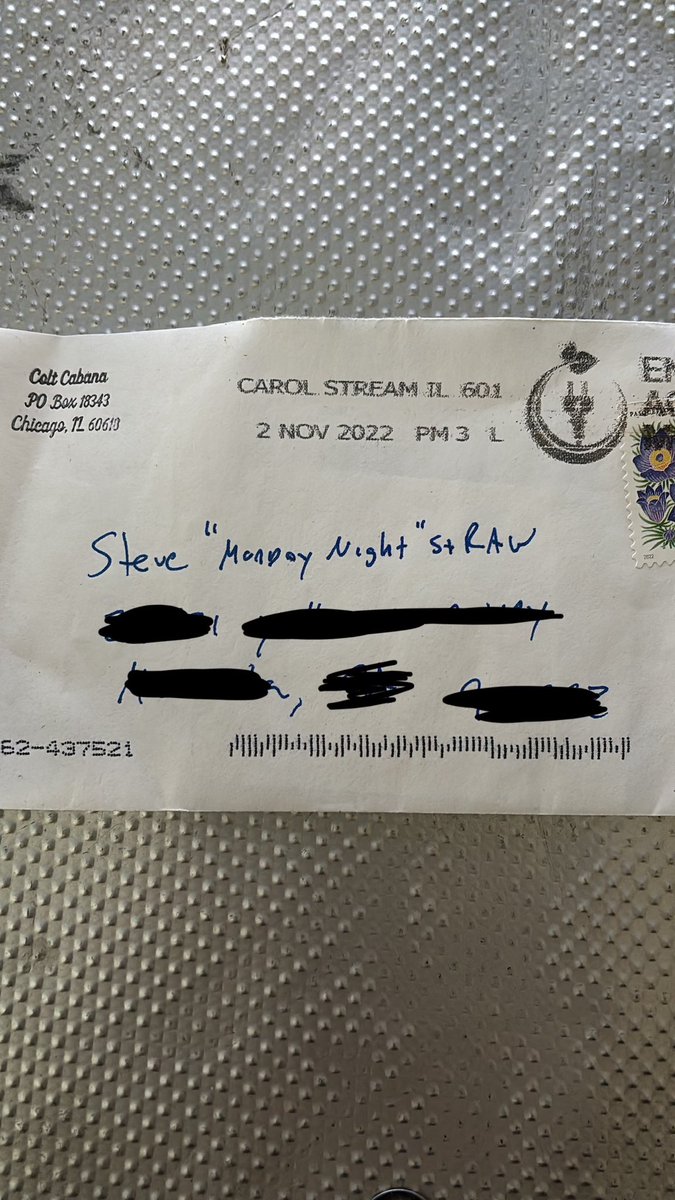 Colt Cabana
PO Box 18343
Chicago, IL 60618
CAROL STREAM IL 601
2 NOV 2022 PM 3 L
Steve "Monday Night" StRAW
62-437521
2022